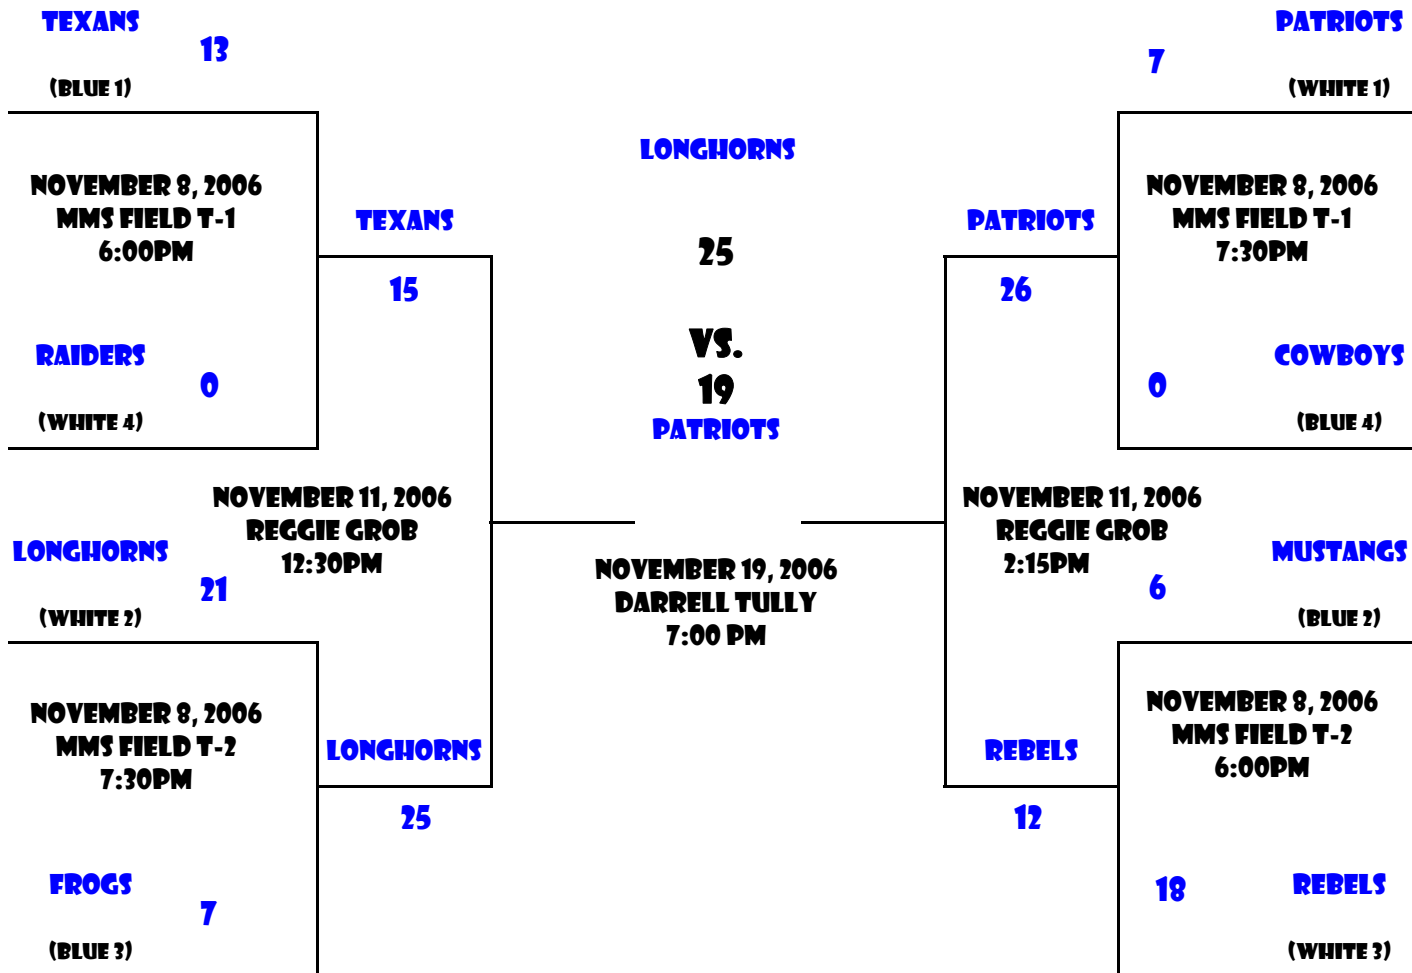 TEXANS
13
(BLUE 1)
NOVEMBER 8, 2006
MMS FIELD T-1
6:00PM
RAIDERS
0
(WHITE 4)
TEXANS
15
LONGHORNS
21
(WHITE 2)
NOVEMBER 11, 2006
REGGIE GROB
12:30PM
NOVEMBER 8, 2006
MMS FIELD T-2
7:30PM
LONGHORNS
25
FROGS
7
(BLUE 3)
LONGHORNS
25
VS.
19
PATRIOTS
NOVEMBER 19, 2006
DARRELL TULLY
7:00 PM
PATRIOTS
7
(WHITE 1)
PATRIOTS
26
NOVEMBER 8, 2006
MMS FIELD T-1
7:30PM
COWBOYS
0
(BLUE 4)
NOVEMBER 11, 2006
REGGIE GROB
2:15PM
MUSTANGS
6
(BLUE 2)
NOVEMBER 8, 2006
MMS FIELD T-2
6:00PM
REBELS
12
REBELS
18
(WHITE 3)